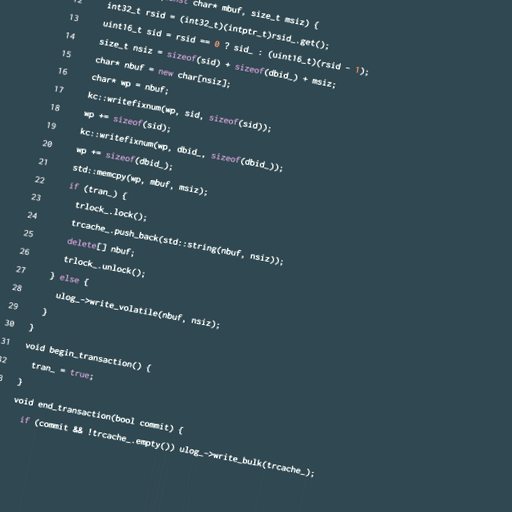 const char* mbuf, size_t msiz) {
12 int32_t rsid = (int32_t)(intptr_t)rsid_.get();
13 uint16_t sid = rsid == 0 ? sid_ : (uint16_t)(rsid - 1);
14 size_t nsiz = sizeof(sid) + sizeof(dbid_) + msiz;
15 char* nbuf = new char[nsiz];
16 char* wp = nbuf;
17 kc::writefixnum(wp, sid, sizeof(sid));
18 wp += sizeof(sid);
19 kc::writefixnum(wp, dbid_, sizeof(dbid_));
20 wp += sizeof(dbid_);
21 std::memcpy(wp, mbuf, msiz);
22 if (tran_) {
23 trlock_.lock();
24 trcache_.push_back(std::string(nbuf, nsiz));
25 delete[] nbuf;
26 trlock_.unlock();
27 } else {
28 ulog_->write_volatile(nbuf, nsiz);
29 }
30 }
31 void begin_transaction() {
tran_ = true;
}
void end_transaction(bool commit) {
if (commit && !trcache_.empty()) ulog_->write_bulk(trcache_);